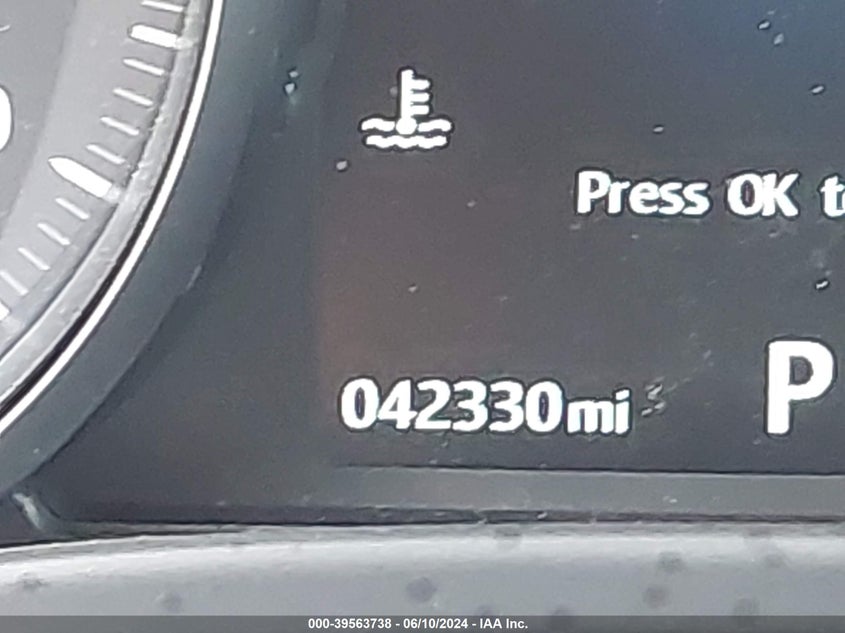 Press OK
042330mi
P
000-39563738 - 06/10/2024 - IAA Inc.